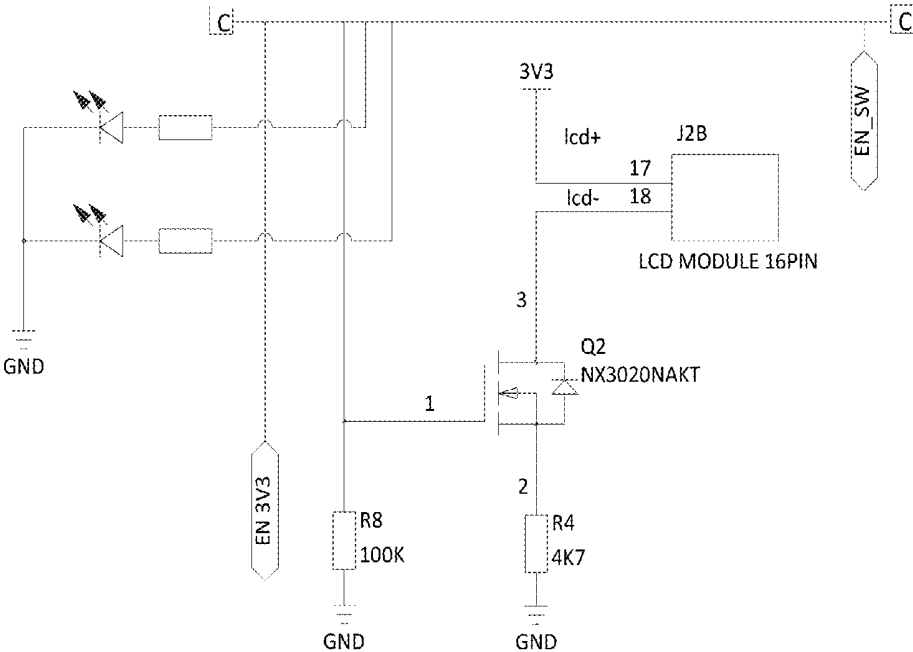 C
C
3V3
EN_SW
lcd+
J2B
17
lcd-
18
LCD MODULE 16PIN
3
GND
Q2
NX3020NAKT
1
EN 3V3
2
R8
100K
R4
4K7
GND
GND